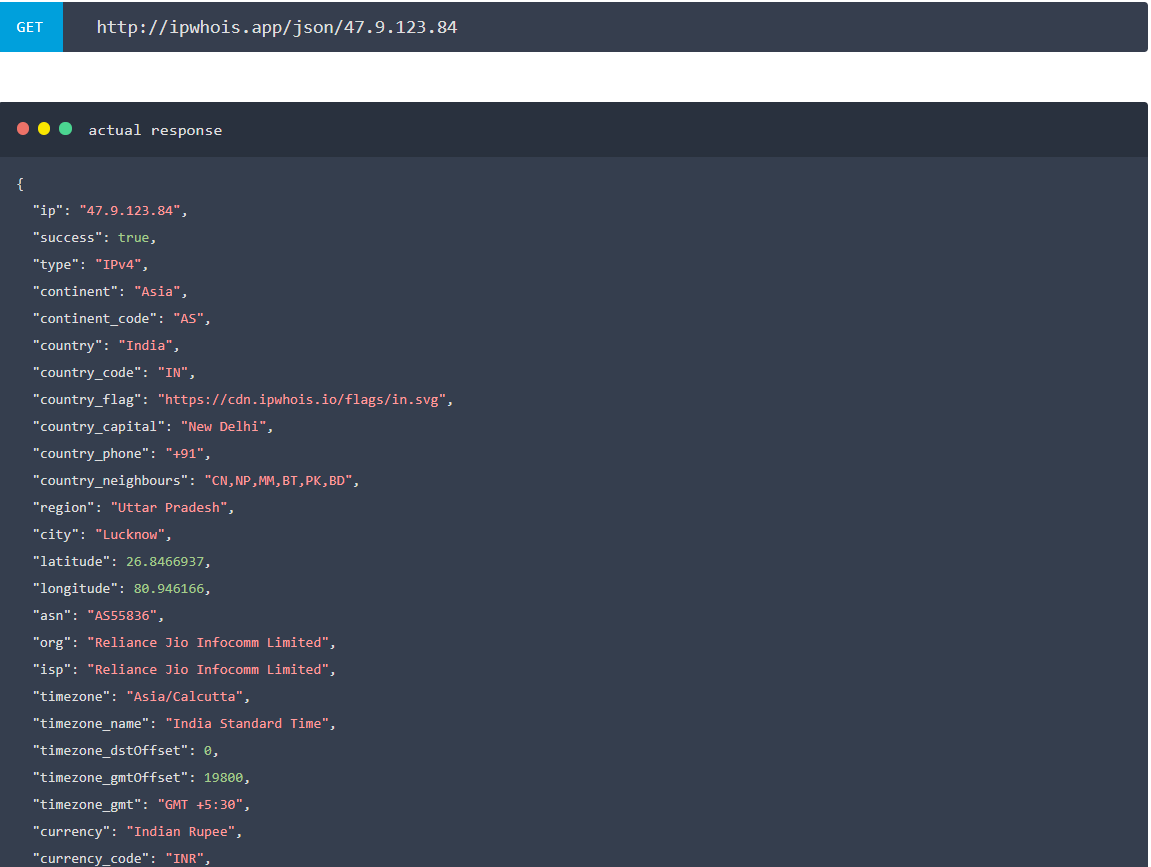 GET http://ipwhois.app/json/47.9.123.84
actual response
{
"ip": "47.9.123.84",
"success": true,
"type": "IPv4",
"continent": "Asia",
"continent_code": "AS",
"country": "India",
"country_code": "IN",
"country_flag": "https://cdn.ipwhois.io/flags/in.svg",
"country_capital": "New Delhi",
"country_phone": "+91",
"country_neighbours": "CN,NP,MM,BT,PK,BD",
"region": "Uttar Pradesh",
"city": "Lucknow",
"latitude": 26.8466937,
"longitude": 80.946166,
"asn": "AS55836",
"org": "Reliance Jio Infocomm Limited",
"isp": "Reliance Jio Infocomm Limited",
"timezone": "Asia/Calcutta",
"timezone_name": "India Standard Time",
"timezone_dstOffset": 0,
"timezone_gmtOffset": 19800,
"timezone_gmt": "GMT +5:30",
"currency": "Indian Rupee",
"currency_code": "INR",